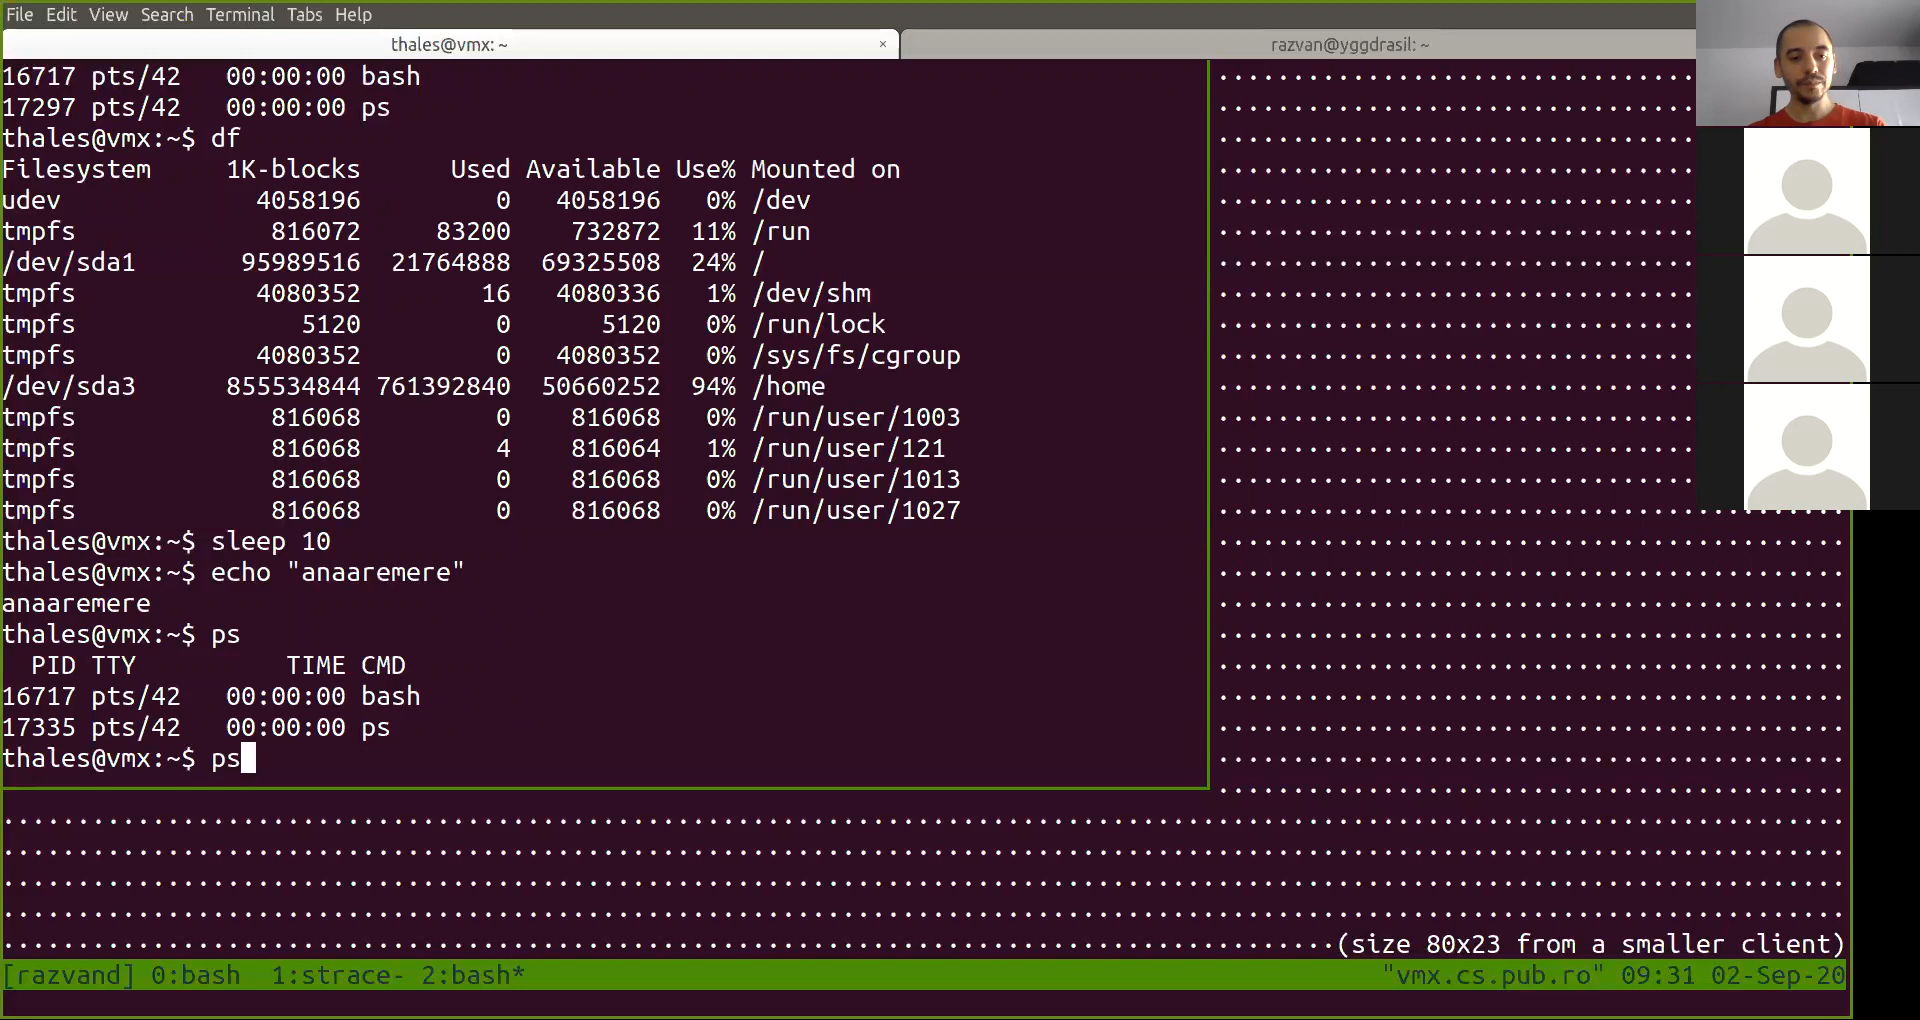 File Edit View Search Terminal Tabs Help
thales@vmx: ~ × razvan@yggdrasil: ~
16717 pts/42   00:00:00 bash
17297 pts/42   00:00:00 ps
thales@vmx:~$ df
Filesystem     1K-blocks      Used Available Use% Mounted on
udev             4058196         0   4058196   0% /dev
tmpfs             816072     83200    732872  11% /run
/dev/sda1       95989516  21764888  69325508  24% /
tmpfs            4080352        16   4080336   1% /dev/shm
tmpfs               5120         0      5120   0% /run/lock
tmpfs            4080352         0   4080352   0% /sys/fs/cgroup
/dev/sda3      855534844 761392840  50660252  94% /home
tmpfs             816068         0    816068   0% /run/user/1003
tmpfs             816068         4    816064   1% /run/user/121
tmpfs             816068         0    816068   0% /run/user/1013
tmpfs             816068         0    816068   0% /run/user/1027
thales@vmx:~$ sleep 10
thales@vmx:~$ echo "anaaremere"
anaaremere
thales@vmx:~$ ps
  PID TTY          TIME CMD
16717 pts/42   00:00:00 bash
17335 pts/42   00:00:00 ps
thales@vmx:~$ ps
(size 80x23 from a smaller client)
[razvand] 0:bash  1:strace- 2:bash* "vmx.cs.pub.ro" 09:31 02-Sep-20